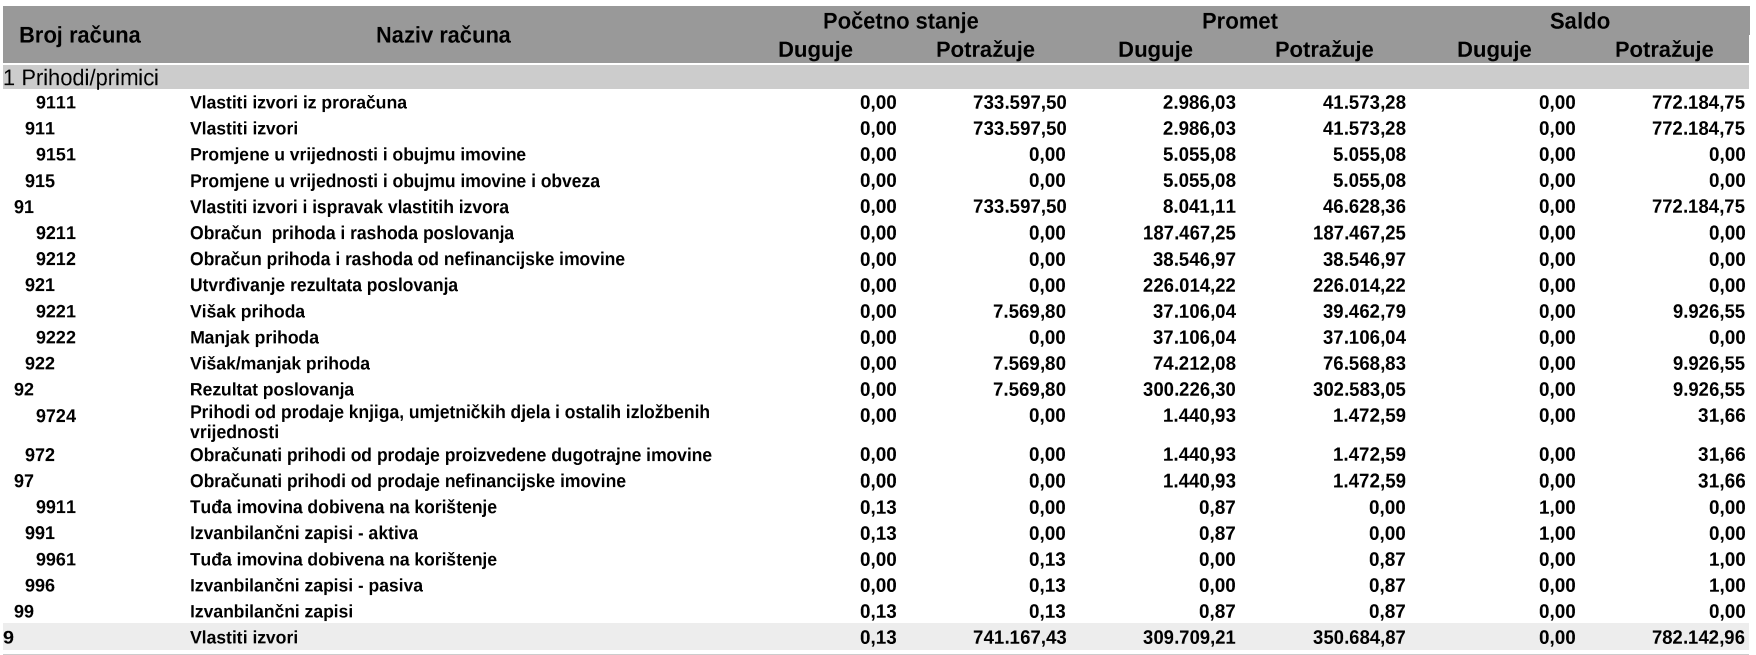 Broj računa Naziv računa Početno stanje Promet Saldo
Duguje Potražuje Duguje Potražuje Duguje Potražuje
1 Prihodi/primici
9111 Vlastiti izvori iz proračuna 0,00 733.597,50 2.986,03 41.573,28 0,00 772.184,75
911 Vlastiti izvori 0,00 733.597,50 2.986,03 41.573,28 0,00 772.184,75
9151 Promjene u vrijednosti i obujmu imovine 0,00 0,00 5.055,08 5.055,08 0,00 0,00
915 Promjene u vrijednosti i obujmu imovine i obveza 0,00 0,00 5.055,08 5.055,08 0,00 0,00
91 Vlastiti izvori i ispravak vlastitih izvora 0,00 733.597,50 8.041,11 46.628,36 0,00 772.184,75
9211 Obračun  prihoda i rashoda poslovanja 0,00 0,00 187.467,25 187.467,25 0,00 0,00
9212 Obračun prihoda i rashoda od nefinancijske imovine 0,00 0,00 38.546,97 38.546,97 0,00 0,00
921 Utvrđivanje rezultata poslovanja 0,00 0,00 226.014,22 226.014,22 0,00 0,00
9221 Višak prihoda 0,00 7.569,80 37.106,04 39.462,79 0,00 9.926,55
9222 Manjak prihoda 0,00 0,00 37.106,04 37.106,04 0,00 0,00
922 Višak/manjak prihoda 0,00 7.569,80 74.212,08 76.568,83 0,00 9.926,55
92 Rezultat poslovanja 0,00 7.569,80 300.226,30 302.583,05 0,00 9.926,55
9724 Prihodi od prodaje knjiga, umjetničkih djela i ostalih izložbenih 0,00 0,00 1.440,93 1.472,59 0,00 31,66
vrijednosti
972 Obračunati prihodi od prodaje proizvedene dugotrajne imovine 0,00 0,00 1.440,93 1.472,59 0,00 31,66
97 Obračunati prihodi od prodaje nefinancijske imovine 0,00 0,00 1.440,93 1.472,59 0,00 31,66
9911 Tuđa imovina dobivena na korištenje 0,13 0,00 0,87 0,00 1,00 0,00
991 Izvanbilančni zapisi - aktiva 0,13 0,00 0,87 0,00 1,00 0,00
9961 Tuđa imovina dobivena na korištenje 0,00 0,13 0,00 0,87 0,00 1,00
996 Izvanbilančni zapisi - pasiva 0,00 0,13 0,00 0,87 0,00 1,00
99 Izvanbilančni zapisi 0,13 0,13 0,87 0,87 0,00 0,00
9 Vlastiti izvori 0,13 741.167,43 309.709,21 350.684,87 0,00 782.142,96